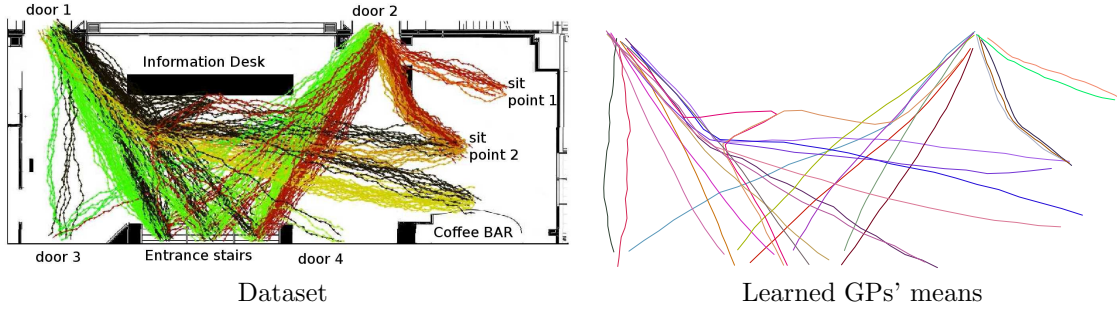 door 1
door 2
Information Desk
sit
point 1
sit
point 2
Coffee BAR
door 3
Entrance stairs
door 4
Dataset
Learned GPs' means